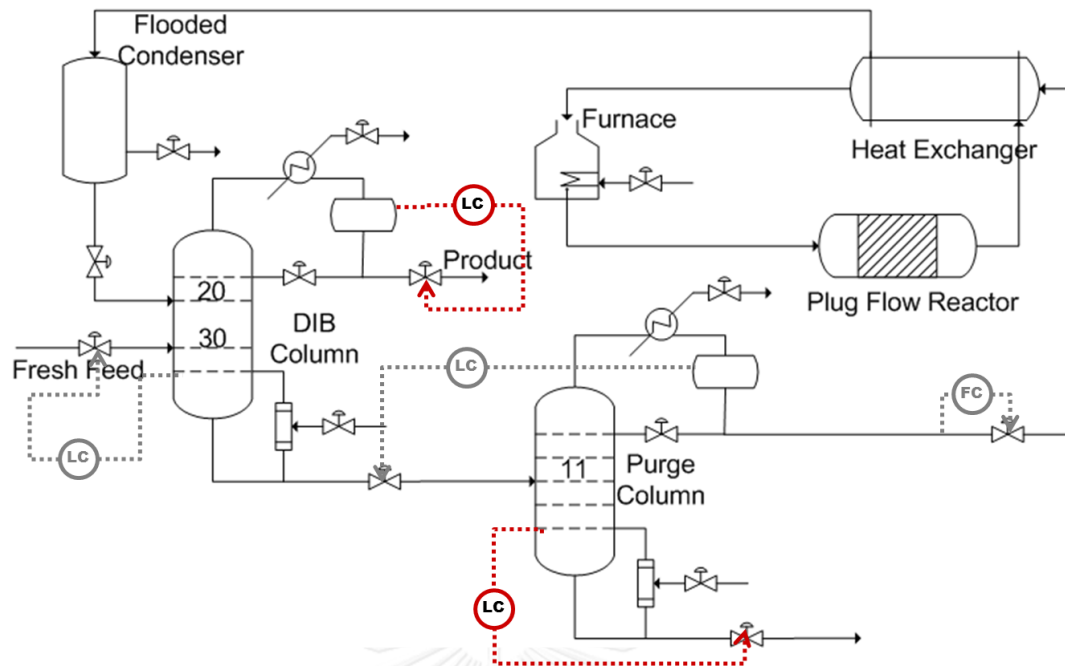 Flooded
Condenser
Furnace
Heat Exchanger
LC
Product
20
Plug Flow Reactor
DIB
Column
30
Fresh Feed
LC
FC
LC
11
Purge
Column
LC